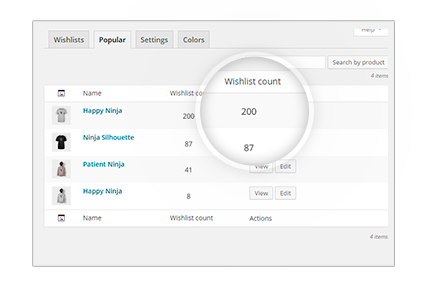 Help
Wishlists Popular Settings Colors
Search by product
4 items
Name Wishlist count
Wishlist count
Happy Ninja 200 200
Ninja Silhouette 87 87
Patient Ninja 41 View Edit
Happy Ninja 8 View Edit
Name Wishlist count Actions
4 items